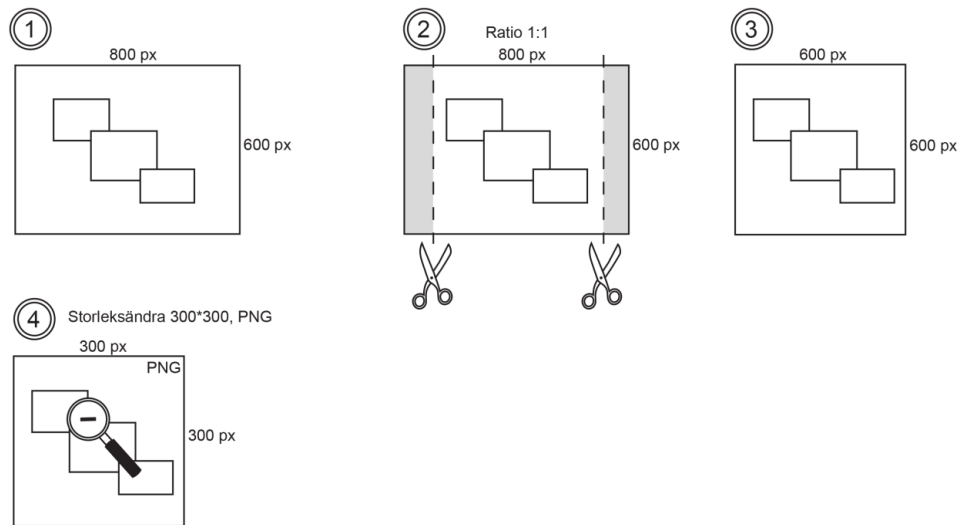 1
800 px
600 px
2
Ratio 1:1
800 px
600 px
3
600 px
600 px
4
Storleksändra 300*300, PNG
300 px
PNG
300 px